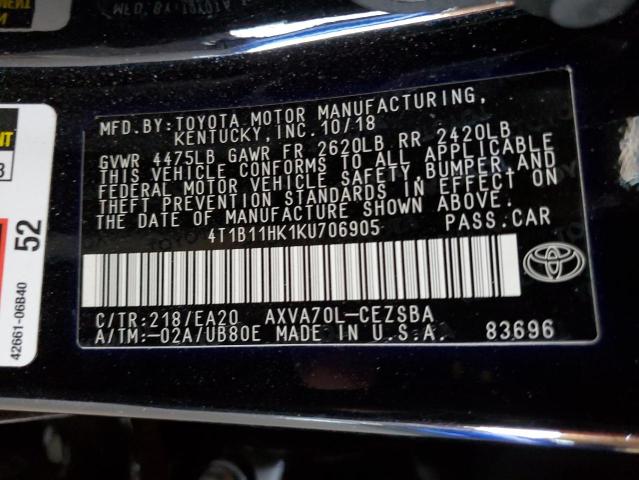 MFD.BY:TOYOTA MOTOR MANUFACTURING,
KENTUCKY, INC.10/18
GVWR 4475LB GAWR FR 2620LB RR 2420LB
THIS VEHICLE CONFORMS TO ALL APPLICABLE
FEDERAL MOTOR VEHICLE SAFETY,BUMPER,AND
THEFT PREVENTION STANDARDS IN EFFECT ON
THE DATE OF MANUFACTURE SHOWN ABOVE.
4T1B11HK1KU706905 PASS.CAR
C/TR:218/EA20 AXVA70L-CEZSBA
A/TM:-02A/UB80E MADE IN U.S.A. 83696
52
42661-06B40